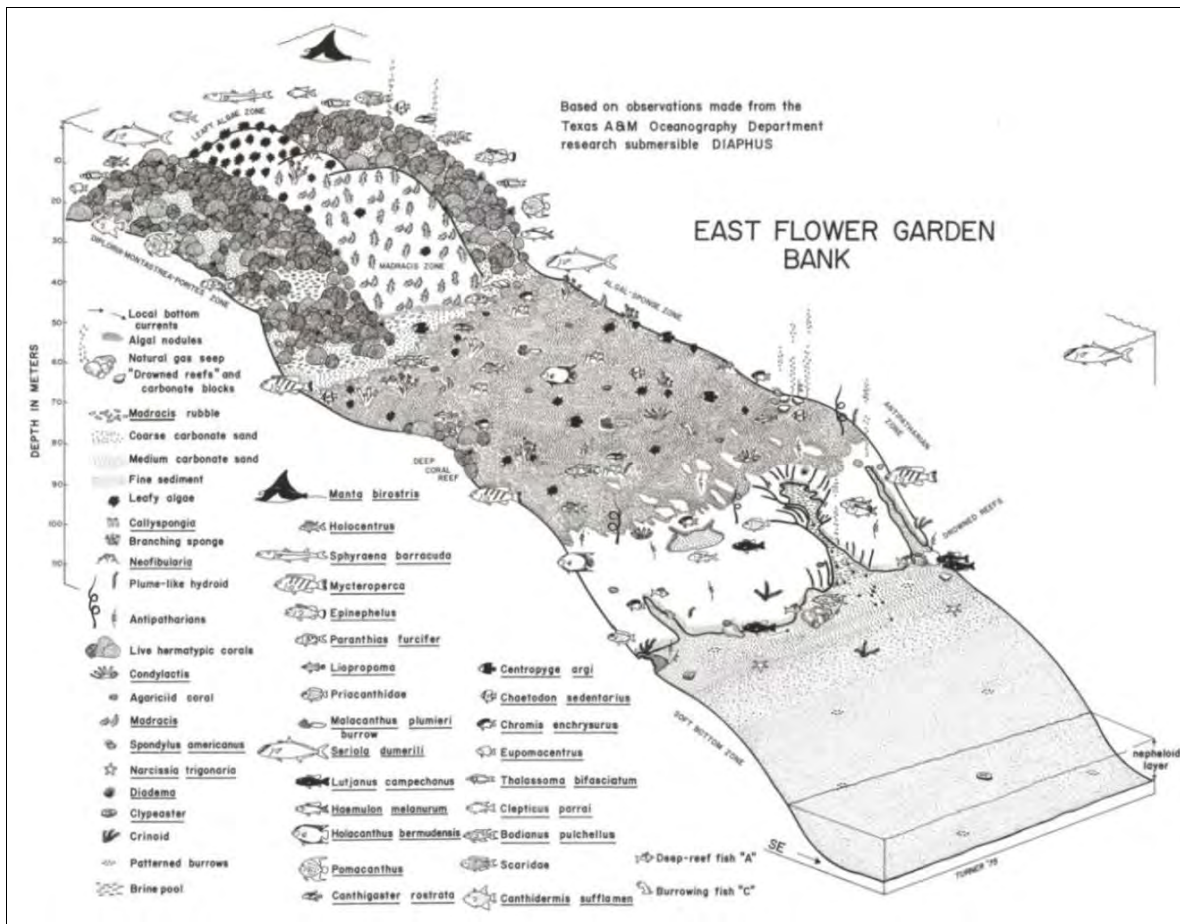 Based on observations made from the
Texas A&M Oceanography Department
research submersible DIAPHUS
EAST FLOWER GARDEN
BANK
LEAFY ALGAE ZONE
DIPLORIA-MONTASTREA-PORITES ZONE
MADRACIS ZONE
ALGAL-SPONGE ZONE
ANTIPATHARIAN
ZONE
DEEP
CORAL
REEF
DROWNED REEFS
SOFT BOTTOM ZONE
nepheloid
layer
SE
TURNER '79
DEPTH IN METERS
10
20
30
40
50
60
70
80
90
100
110
Local bottom
currents
Algal nodules
Natural gas seep
"Drowned reefs" and
carbonate blocks
Madracis rubble
Coarse carbonate sand
Medium carbonate sand
Fine sediment
Leafy algae
Callyspongia
Branching sponge
Neofibularia
Plume-like hydroid
Antipatharians
Live hermatypic corals
Condylactis
Agariciid coral
Madracis
Spondylus americanus
Narcissia trigonaria
Diadema
Clypeaster
Crinoid
Patterned burrows
Brine pool
Manta birostris
Holocentrus
Sphyraena barracuda
Mycteroperca
Epinephelus
Paranthias furcifer
Liopropoma
Priacanthidae
Malacanthus plumieri
burrow
Seriola dumerili
Lutjanus campechanus
Haemulon melanurum
Holacanthus bermudensis
Pomacanthus
Canthigaster rostrata
Centropyge argi
Chaetodon sedentarius
Chromis enchrysurus
Eupomacentrus
Thalassoma bifasciatum
Clepticus parrai
Bodianus pulchellus
Scaridae
Canthidermis sufflamen
Deep-reef fish "A"
Burrowing fish "C"